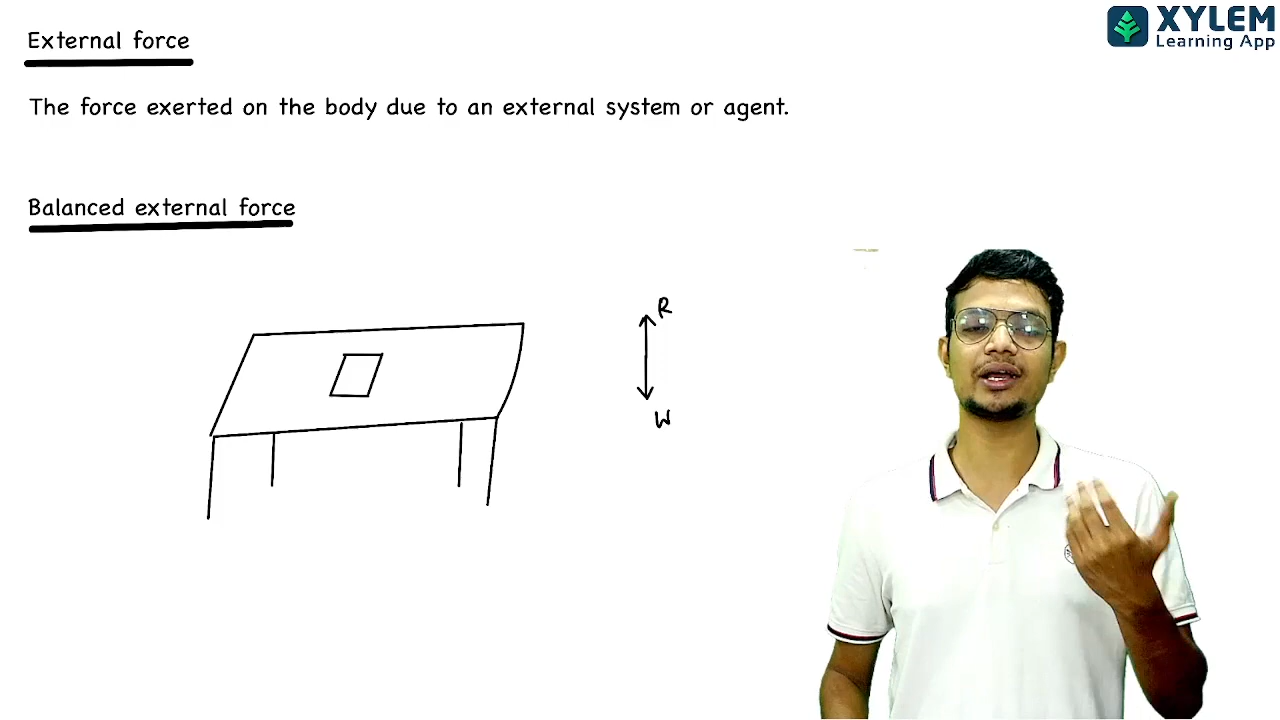 XYLEM
Learning App
External force
The force exerted on the body due to an external system or agent.
Balanced external force
R
W